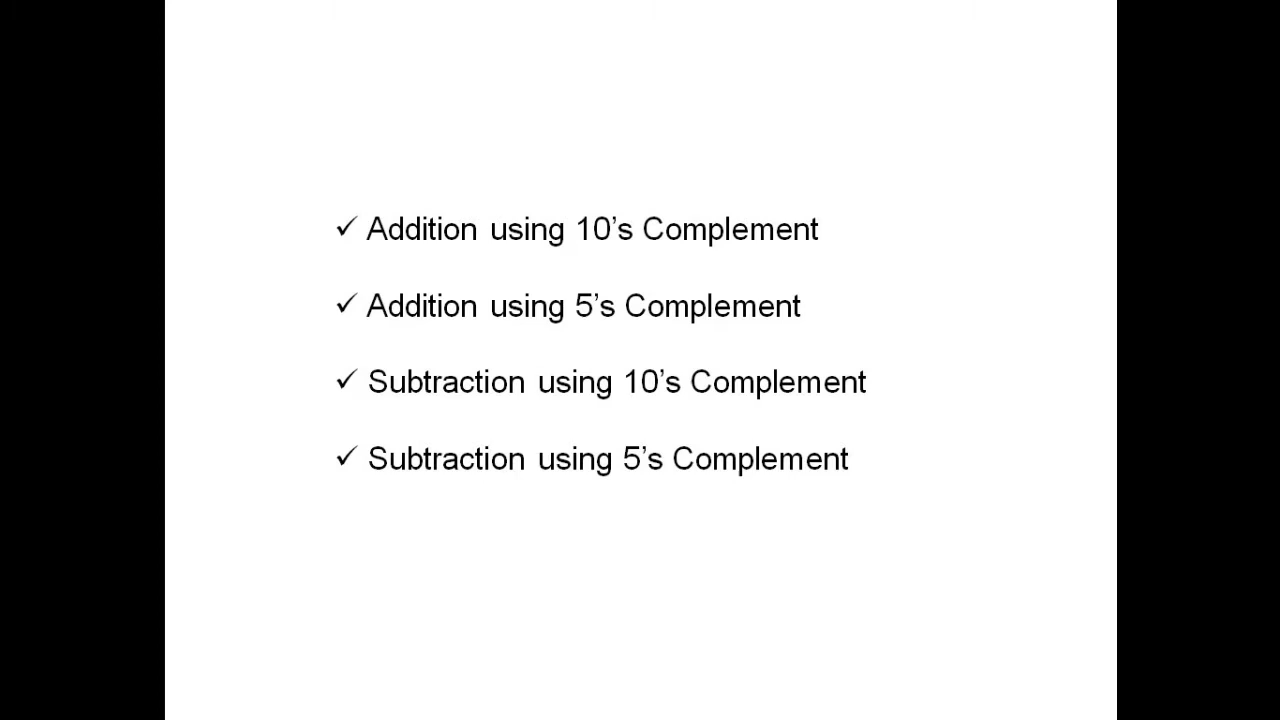 ✓ Addition using 10’s Complement
✓ Addition using 5’s Complement
✓ Subtraction using 10’s Complement
✓ Subtraction using 5’s Complement